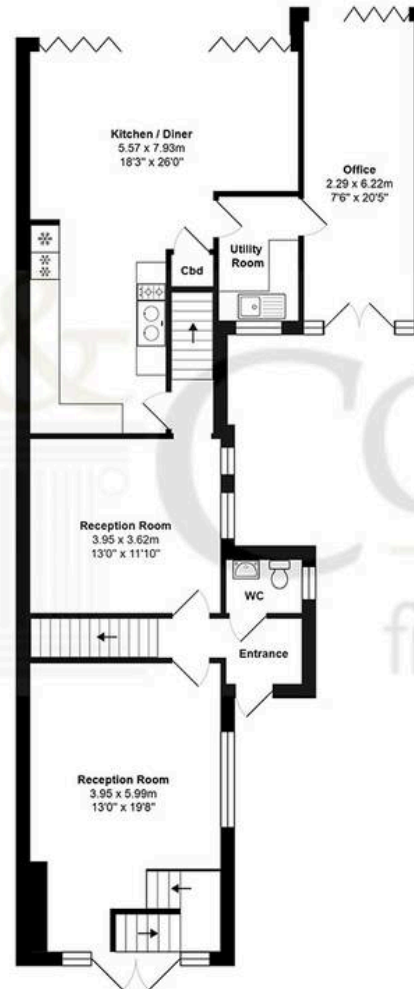 Kitchen / Diner
5.57 x 7.93m
18'3" x 26'0"
Office
2.29 x 6.22m
7'6" x 20'5"
Utility
Room
Cbd
Reception Room
3.95 x 3.62m
13'0" x 11'10"
WC
Entrance
Reception Room
3.95 x 5.99m
13'0" x 19'8"
& Co
fi